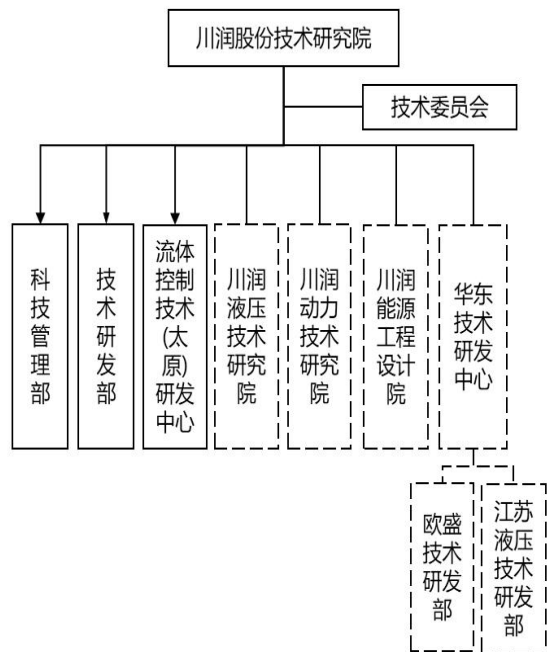 川润股份技术研究院
技术委员会
科
技
管
理
部
技
术
研
发
部
流体
控制
技术
(太
原)
研发
中心
川润
液压
技术
研究
院
川润
动力
技术
研究
院
川润
能源
工程
设计
院
华东
技术
研发
中心
欧盛
技术
研发
部
江苏
液压
技术
研发
部